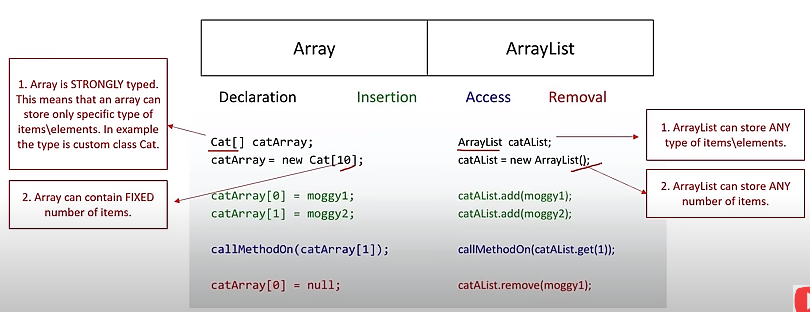 Array
ArrayList
Declaration
Insertion
Access
Removal
1. Array is STRONGLY typed.
This means that an array can
store only specific type of
items\elements. In example
the type is custom class Cat.
2. Array can contain FIXED
number of items.
Cat[] catArray;
catArray = new Cat[10];
catArray[0] = moggy1;
catArray[1] = moggy2;
callMethodOn(catArray[1]);
catArray[0] = null;
ArrayList catAList;
catAList = new ArrayList();
catAList.add(moggy1);
catAList.add(moggy2);
callMethodOn(catAList.get(1));
catAList.remove(moggy1);
1. ArrayList can store ANY
type of items\elements.
2. ArrayList can store ANY
number of items.